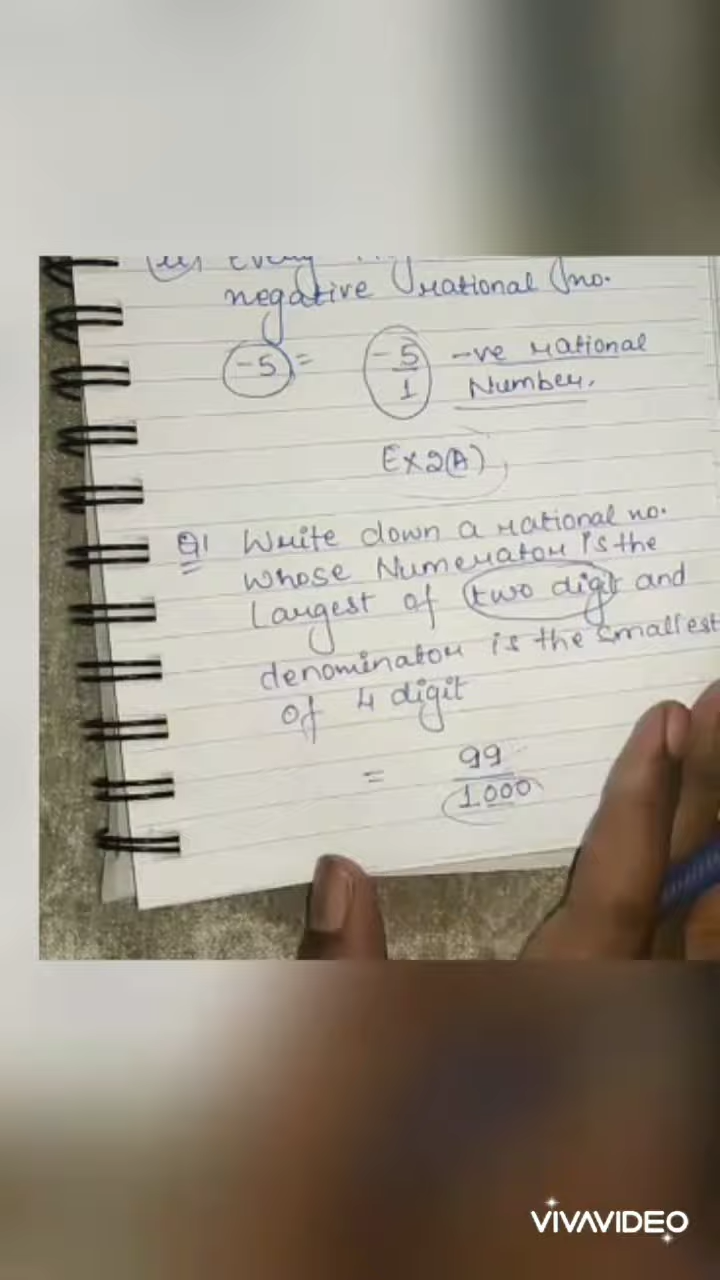 negative rational no.
-5 = -5/1 -ve rational
Number.
Ex2(A)
Q1 Write down a rational no.
whose Numerator is the
Largest of two digit and
denominator is the smallest
of 4 digit
= 99/1000
VIVAVIDEO